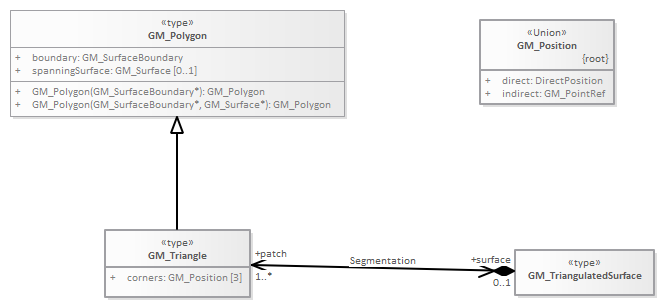 «type»
GM_Polygon
+ boundary: GM_SurfaceBoundary
+ spanningSurface: GM_Surface [0..1]
+ GM_Polygon(GM_SurfaceBoundary*): GM_Polygon
+ GM_Polygon(GM_SurfaceBoundary*, GM_Surface*): GM_Polygon
«Union»
GM_Position
{root}
+ direct: DirectPosition
+ indirect: GM_PointRef
«type»
GM_Triangle
+ corners: GM_Position [3]
+patch
1..*
Segmentation
+surface
0..1
«type»
GM_TriangulatedSurface